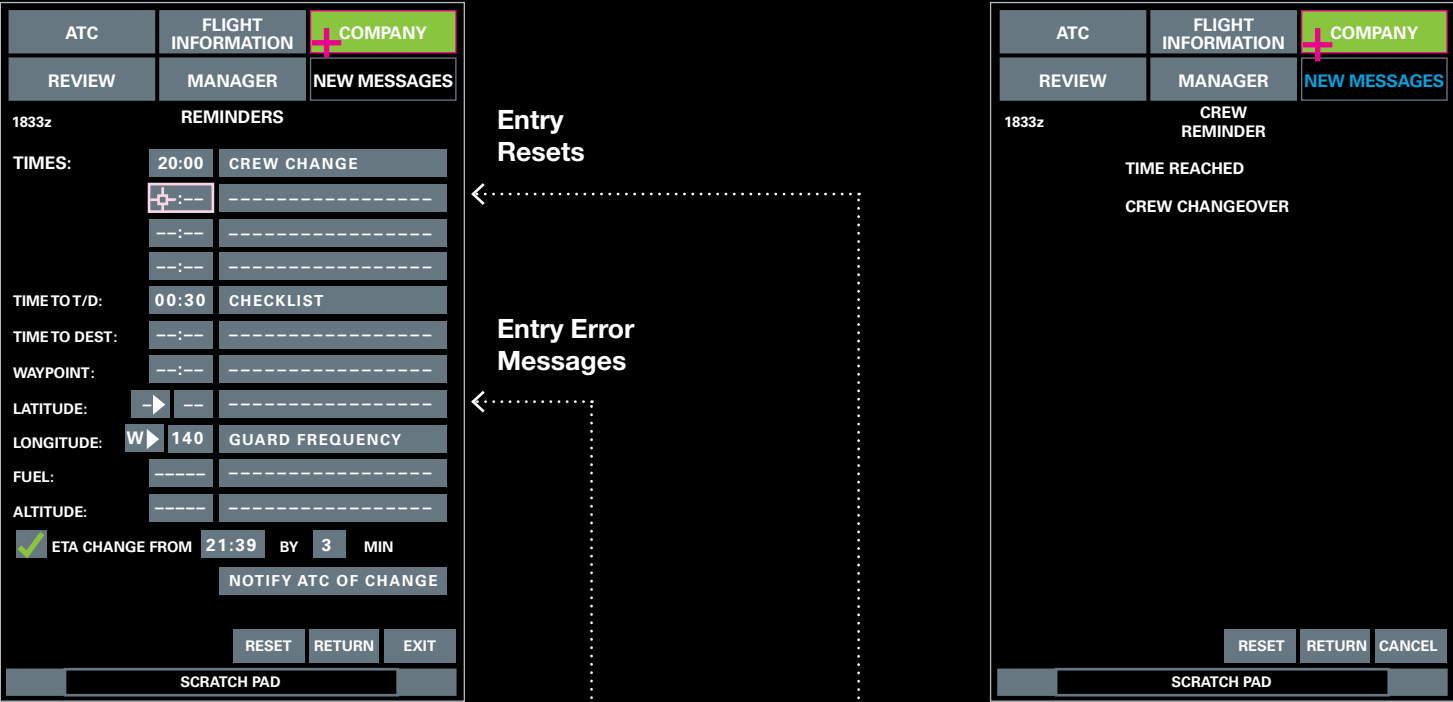 ATC
FLIGHT
INFORMATION
COMPANY
REVIEW
MANAGER
NEW MESSAGES
1833z
REMINDERS
TIMES: 20:00 CREW CHANGE
:–– –––––––––––––––––
––:–– –––––––––––––––––
––:–– –––––––––––––––––
TIME TO T/D: 00:30 CHECKLIST
TIME TO DEST: ––:–– –––––––––––––––––
WAYPOINT: ––:–– –––––––––––––––––
LATITUDE: – –– –––––––––––––––––
LONGITUDE: W 140 GUARD FREQUENCY
FUEL: ––––– –––––––––––––––––
ALTITUDE: ––––– –––––––––––––––––
ETA CHANGE FROM 21:39 BY 3 MIN
NOTIFY ATC OF CHANGE
RESET RETURN EXIT
SCRATCH PAD
Entry
Resets
Entry Error
Messages
ATC
FLIGHT
INFORMATION
COMPANY
REVIEW
MANAGER
NEW MESSAGES
1833z
CREW
REMINDER
TIME REACHED
CREW CHANGEOVER
RESET RETURN CANCEL
SCRATCH PAD